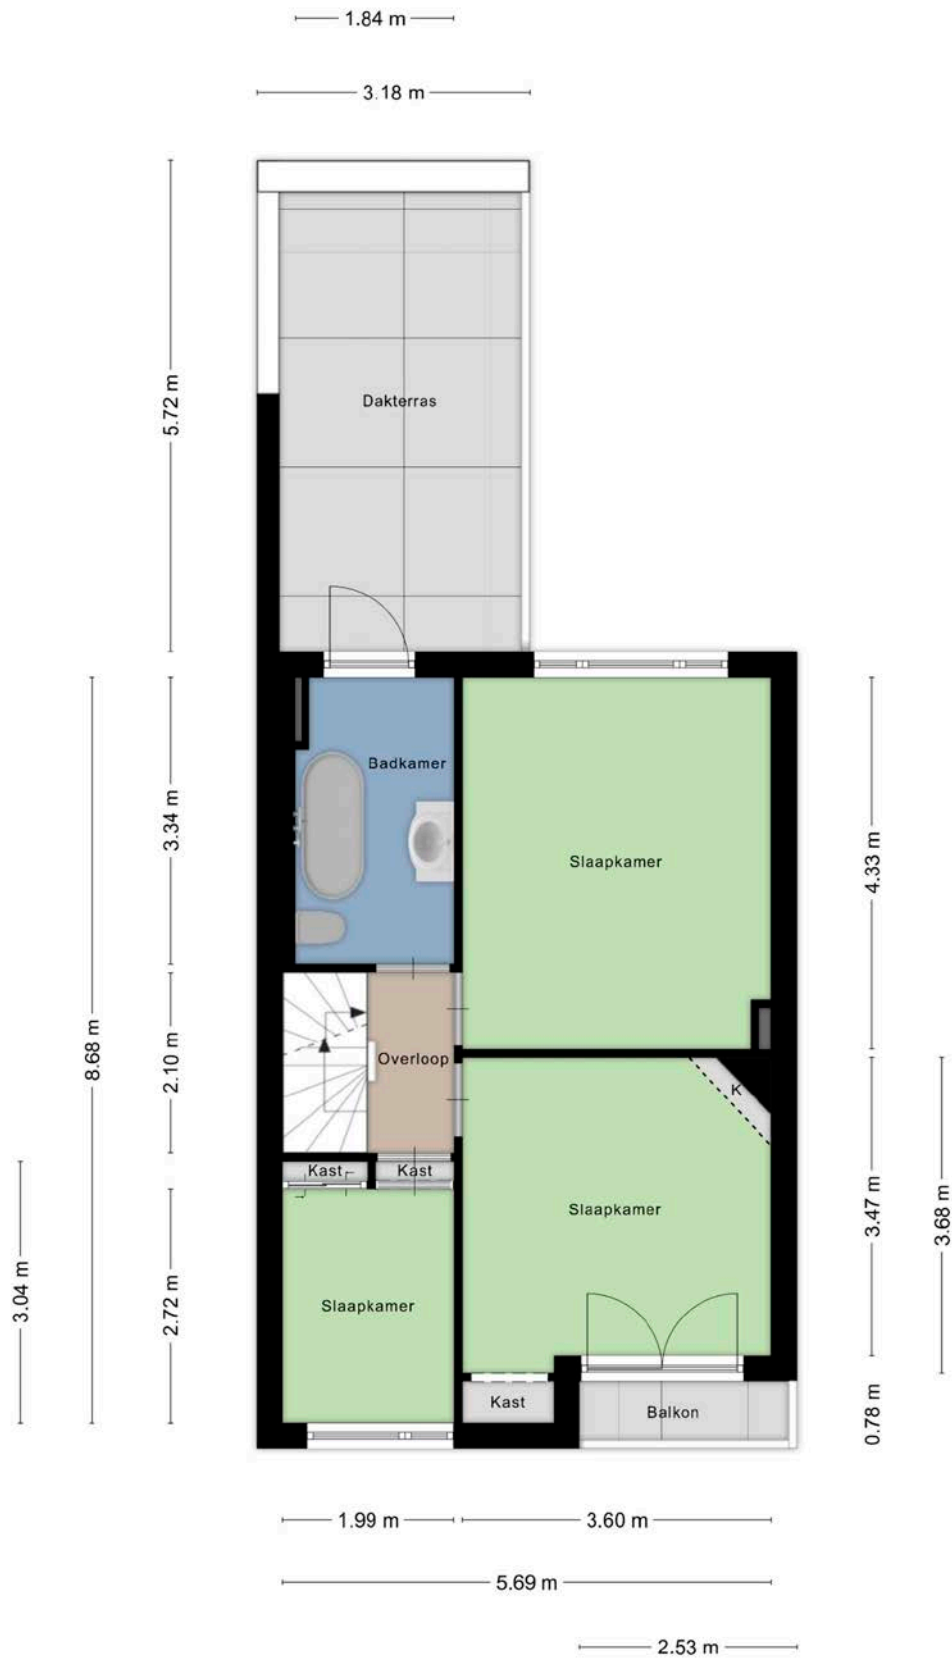 1.84 m
3.18 m
5.72 m
Dakterras
Badkamer
3.34 m
Slaapkamer
4.33 m
8.68 m
2.10 m
Overloop
K
Kast
Kast
Slaapkamer
3.47 m
3.68 m
3.04 m
2.72 m
Slaapkamer
Kast
Balkon
0.78 m
1.99 m
3.60 m
5.69 m
2.53 m